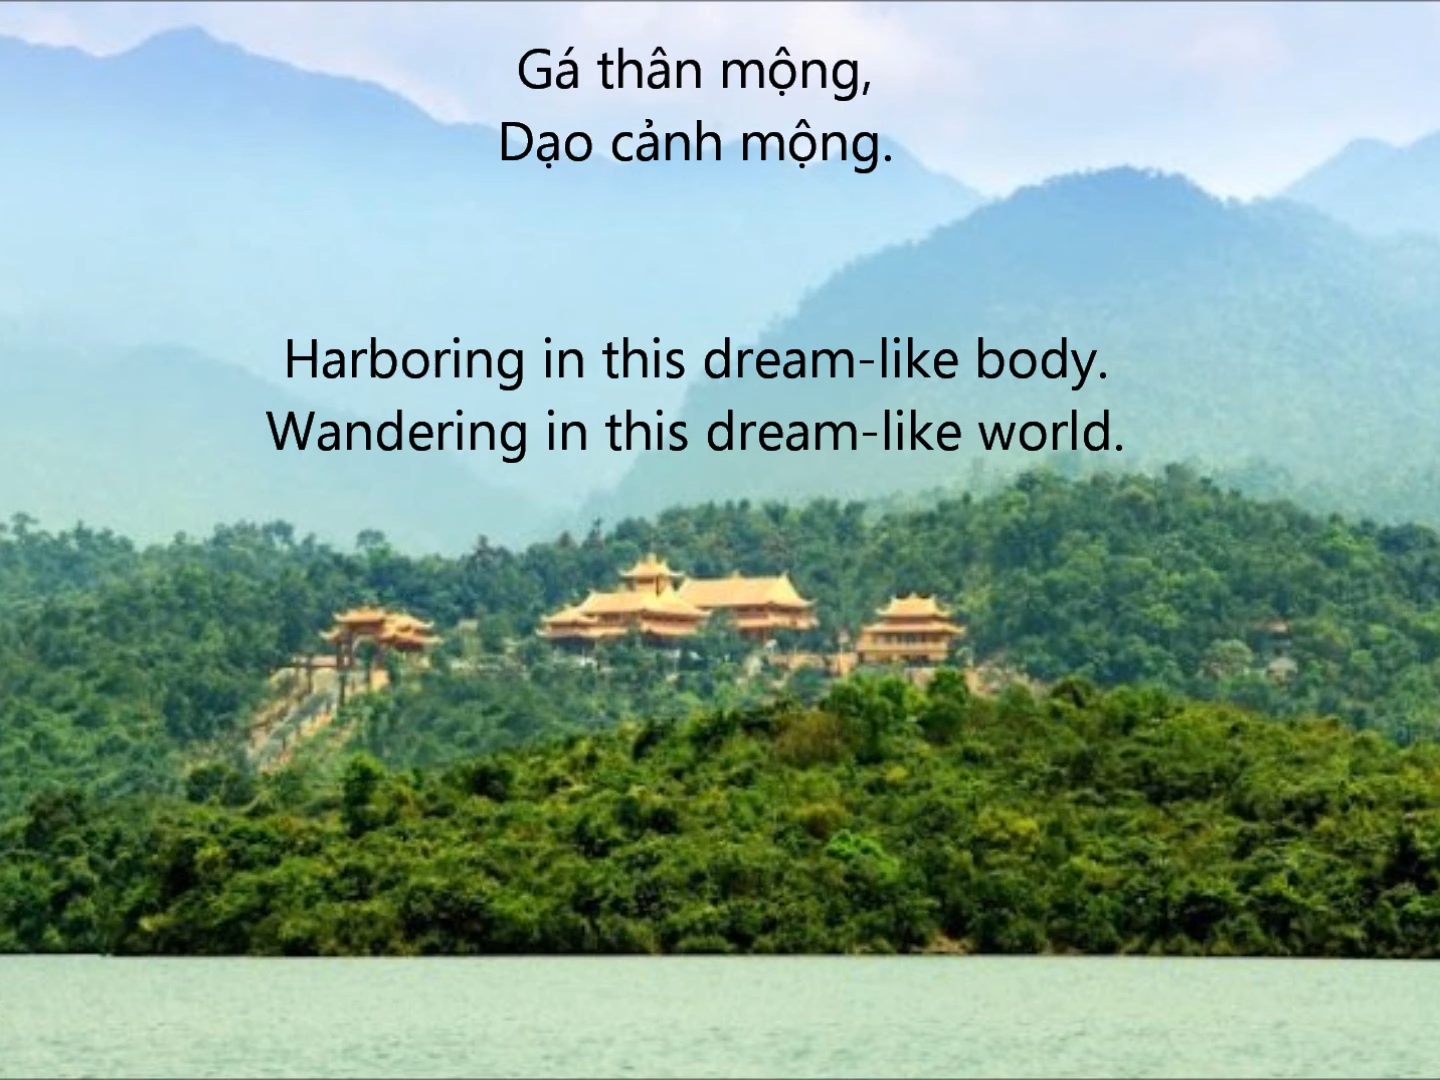 Gá thân mộng,
Dạo cảnh mộng.
Harboring in this dream-like body.
Wandering in this dream-like world.